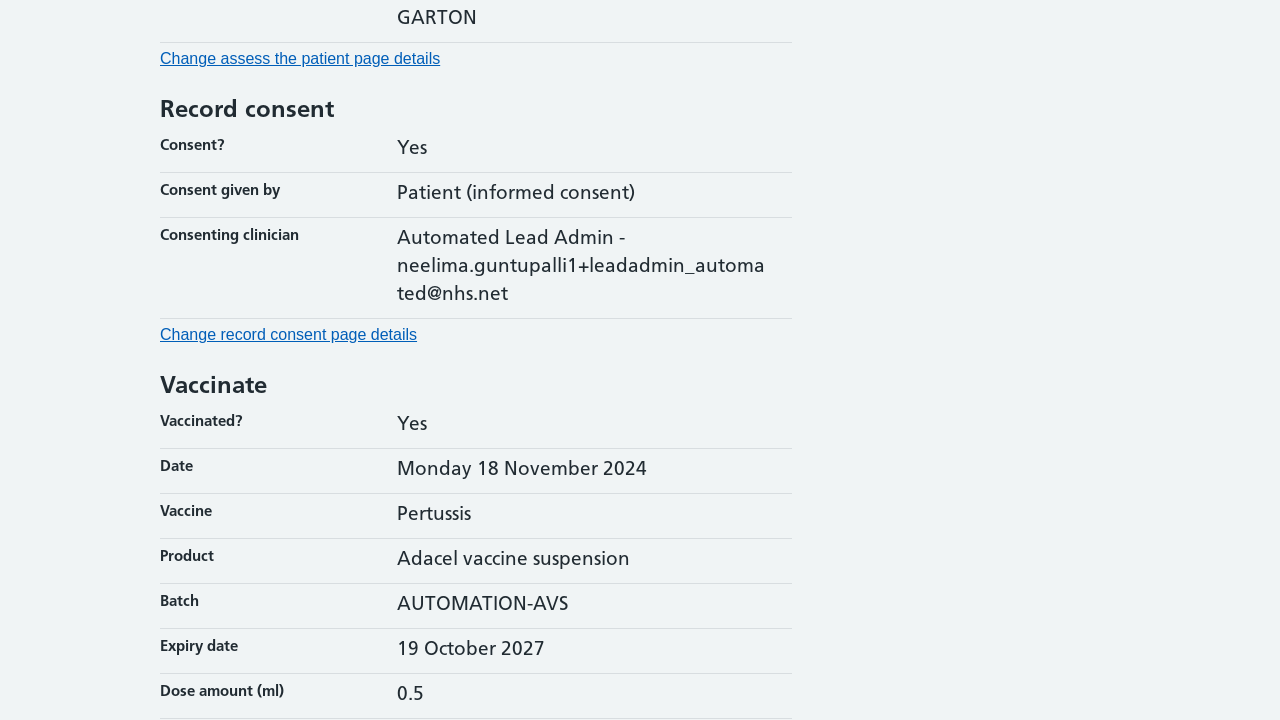 GARTON
Change assess the patient page details
Record consent
Consent? Yes
Consent given by Patient (informed consent)
Consenting clinician Automated Lead Admin -
neelima.guntupalli1+leadadmin_automa
ted@nhs.net
Change record consent page details
Vaccinate
Vaccinated? Yes
Date Monday 18 November 2024
Vaccine Pertussis
Product Adacel vaccine suspension
Batch AUTOMATION-AVS
Expiry date 19 October 2027
Dose amount (ml) 0.5